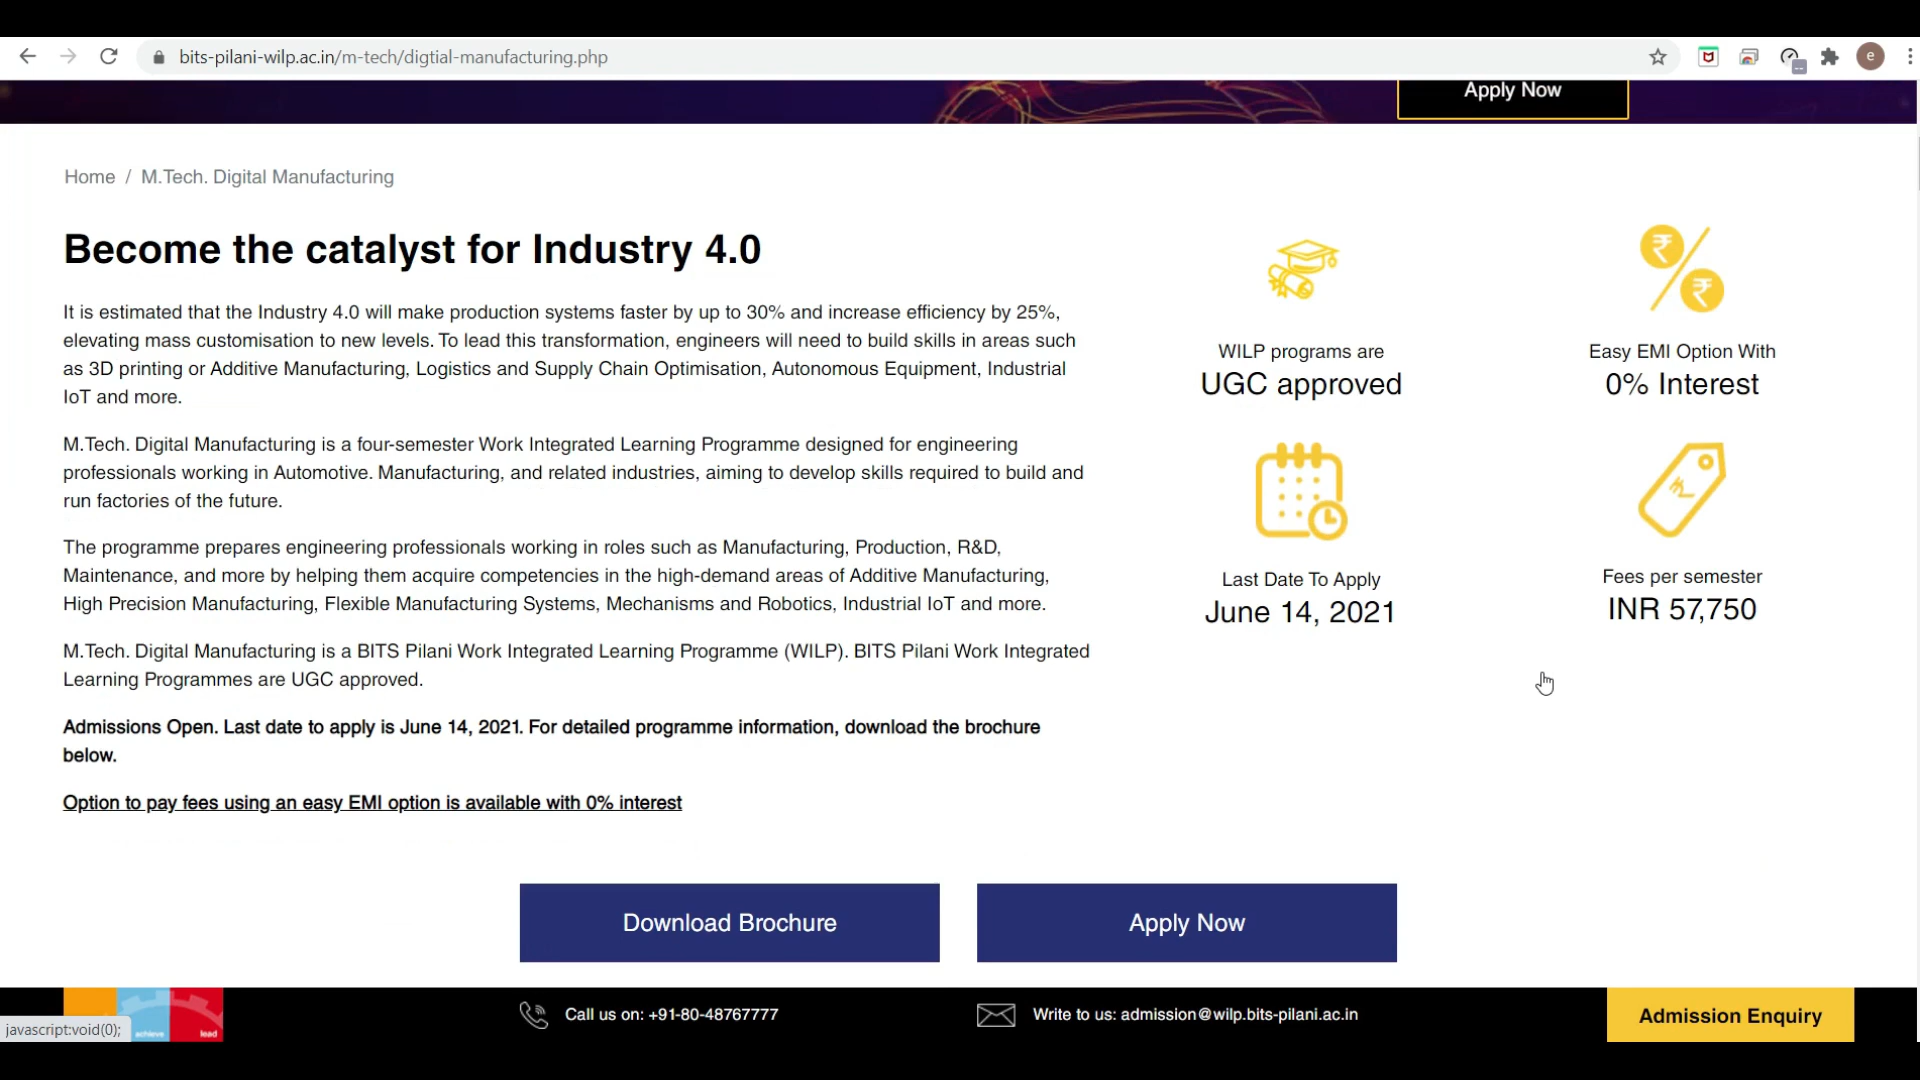 bits-pilani-wilp.ac.in/m-tech/digtial-manufacturing.php
e
Apply Now
Home / M.Tech. Digital Manufacturing
Become the catalyst for Industry 4.0
It is estimated that the Industry 4.0 will make production systems faster by up to 30% and increase efficiency by 25%,
elevating mass customisation to new levels. To lead this transformation, engineers will need to build skills in areas such
as 3D printing or Additive Manufacturing, Logistics and Supply Chain Optimisation, Autonomous Equipment, Industrial
IoT and more.
M.Tech. Digital Manufacturing is a four-semester Work Integrated Learning Programme designed for engineering
professionals working in Automotive. Manufacturing, and related industries, aiming to develop skills required to build and
run factories of the future.
The programme prepares engineering professionals working in roles such as Manufacturing, Production, R&D,
Maintenance, and more by helping them acquire competencies in the high-demand areas of Additive Manufacturing,
High Precision Manufacturing, Flexible Manufacturing Systems, Mechanisms and Robotics, Industrial IoT and more.
M.Tech. Digital Manufacturing is a BITS Pilani Work Integrated Learning Programme (WILP). BITS Pilani Work Integrated
Learning Programmes are UGC approved.
Admissions Open. Last date to apply is June 14, 2021. For detailed programme information, download the brochure
below.
Option to pay fees using an easy EMI option is available with 0% interest
WILP programs are
UGC approved
₹
₹
Easy EMI Option With
0% Interest
Last Date To Apply
June 14, 2021
₹
Fees per semester
INR 57,750
Download Brochure
Apply Now
javascript:void(0);
achieve
lead
Call us on: +91-80-48767777
Write to us: admission@wilp.bits-pilani.ac.in
Admission Enquiry